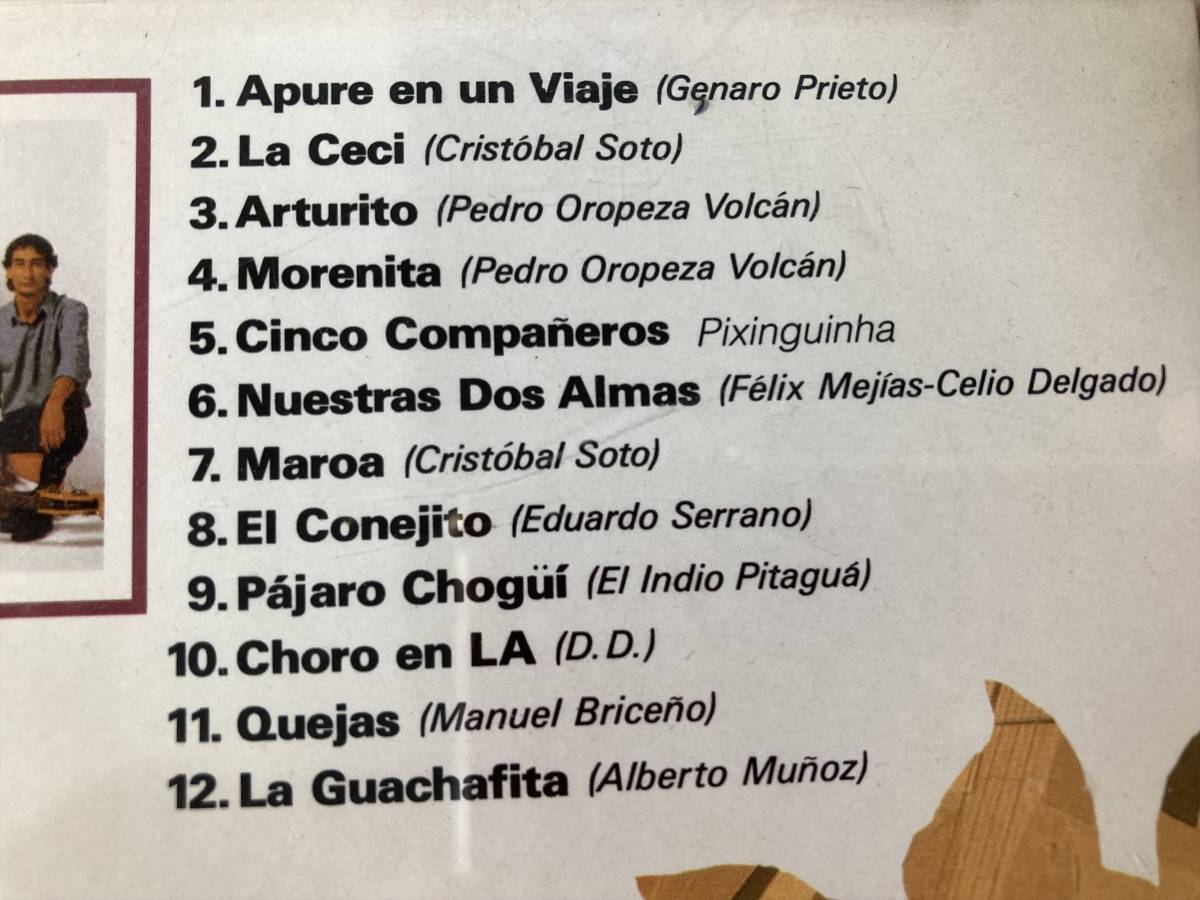 1. Apure en un Viaje (Genaro Prieto)
2. La Ceci (Cristóbal Soto)
3. Arturito (Pedro Oropeza Volcán)
4. Morenita (Pedro Oropeza Volcán)
5. Cinco Compañeros Pixinguinha
6. Nuestras Dos Almas (Félix Mejías-Celio Delgado)
7. Maroa (Cristóbal Soto)
8. El Conejito (Eduardo Serrano)
9. Pájaro Chogüí (El Indio Pitaguá)
10. Choro en LA (D.D.)
11. Quejas (Manuel Briceño)
12. La Guachafita (Alberto Muñoz)